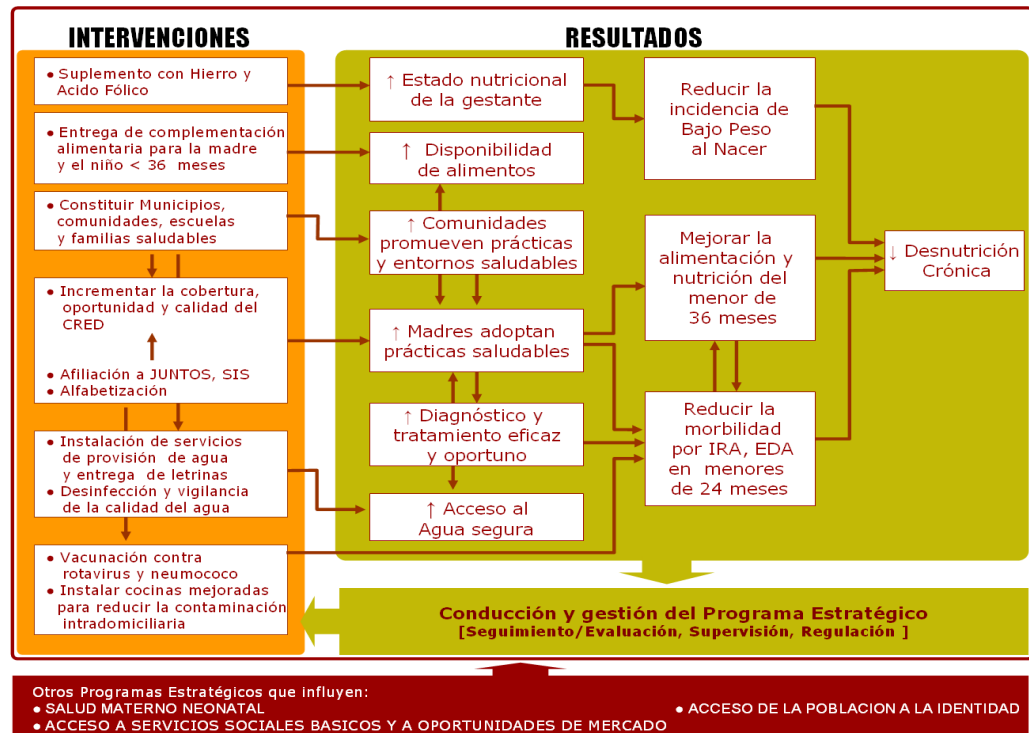 INTERVENCIONES
● Suplemento con Hierro y
Acido Fólico
● Entrega de complementación
alimentaria para la madre
y el niño < 36 meses
● Constituir Municipios,
comunidades, escuelas
y familias saludables
● Incrementar la cobertura,
oportunidad y calidad del
CRED
● Afiliación a JUNTOS, SIS
● Alfabetización
● Instalación de servicios
de provisión de agua
y entrega de letrinas
● Desinfección y vigilancia
de la calidad del agua
● Vacunación contra
rotavirus y neumococo
● Instalar cocinas mejoradas
para reducir la contaminación
intradomiciliaria
RESULTADOS
↑ Estado nutricional
de la gestante
↑ Disponibilidad
de alimentos
↑ Comunidades
promueven prácticas
y entornos saludables
↑ Madres adoptan
prácticas saludables
↑ Diagnóstico y
tratamiento eficaz
y oportuno
↑ Acceso al
Agua segura
Reducir la
incidencia de
Bajo Peso
al Nacer
Mejorar la
alimentación y
nutrición del
menor de
36 meses
Reducir la
morbilidad
por IRA, EDA
en menores
de 24 meses
↓ Desnutrición
Crónica
Conducción y gestión del Programa Estratégico
[Seguimiento/Evaluación, Supervisión, Regulación ]
Otros Programas Estratégicos que influyen:
● SALUD MATERNO NEONATAL
● ACCESO DE LA POBLACION A LA IDENTIDAD
● ACCESO A SERVICIOS SOCIALES BASICOS Y A OPORTUNIDADES DE MERCADO